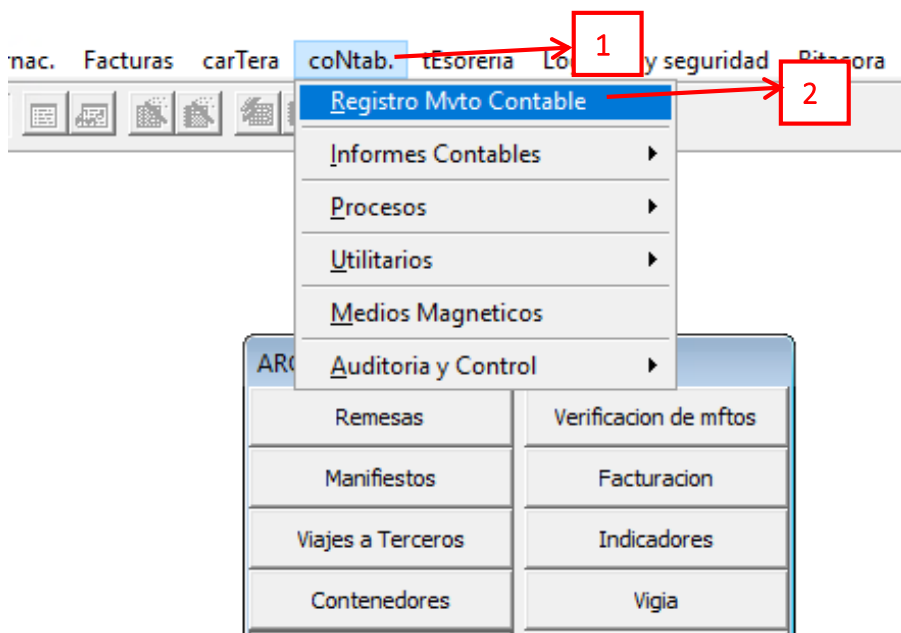 1
rnac. Facturas carTera coNtab. tEsoreria y seguridad Bitacora
2
Registro Mvto Contable
Informes Contables
Procesos
Utilitarios
Medios Magneticos
Auditoria y Control
Remesas Verificacion de mftos
Manifiestos Facturacion
Viajes a Terceros Indicadores
Contenedores Vigia